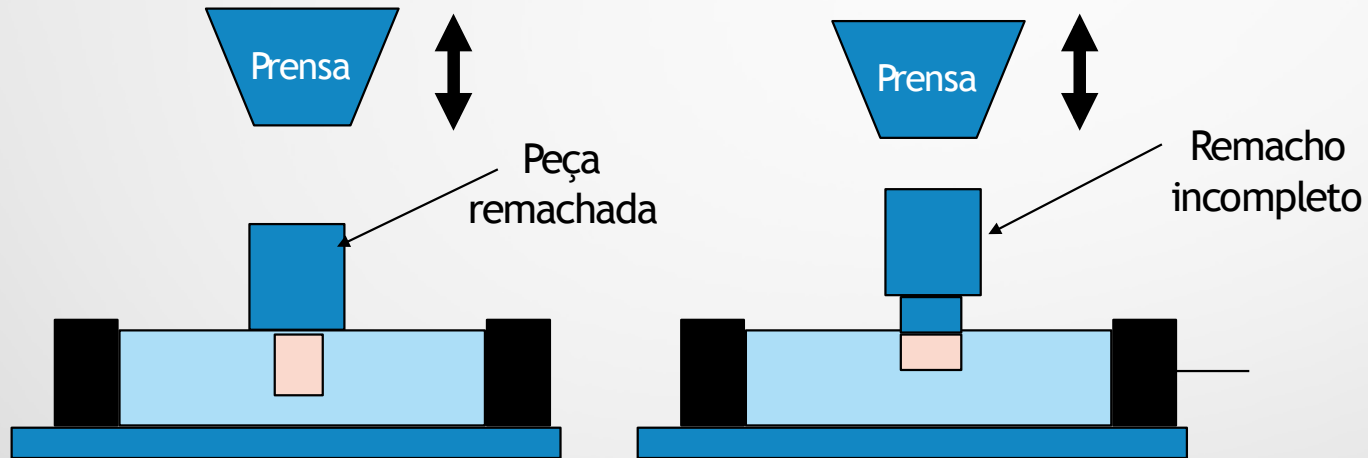 Prensa
Peça
remachada
Prensa
Remacho
incompleto